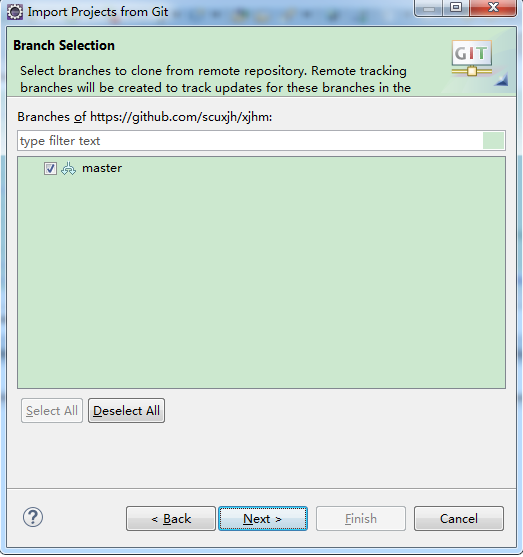 Import Projects from Git
Branch Selection
Select branches to clone from remote repository. Remote tracking
branches will be created to track updates for these branches in the
GIT
Branches of https://github.com/scuxjh/xjhm:
type filter text
master
Select All
Deselect All
?
< Back
Next >
Finish
Cancel